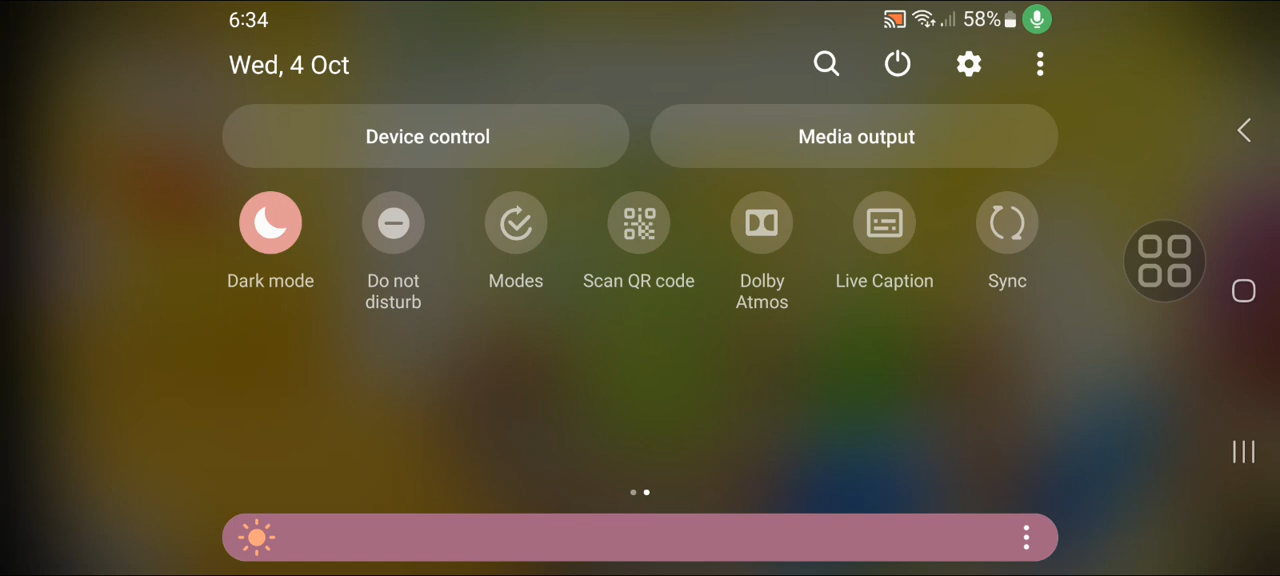 6:34
58%
Wed, 4 Oct
Device control
Media output
Dark mode
Do not
disturb
Modes
Scan QR code
Dolby
Atmos
Live Caption
Sync